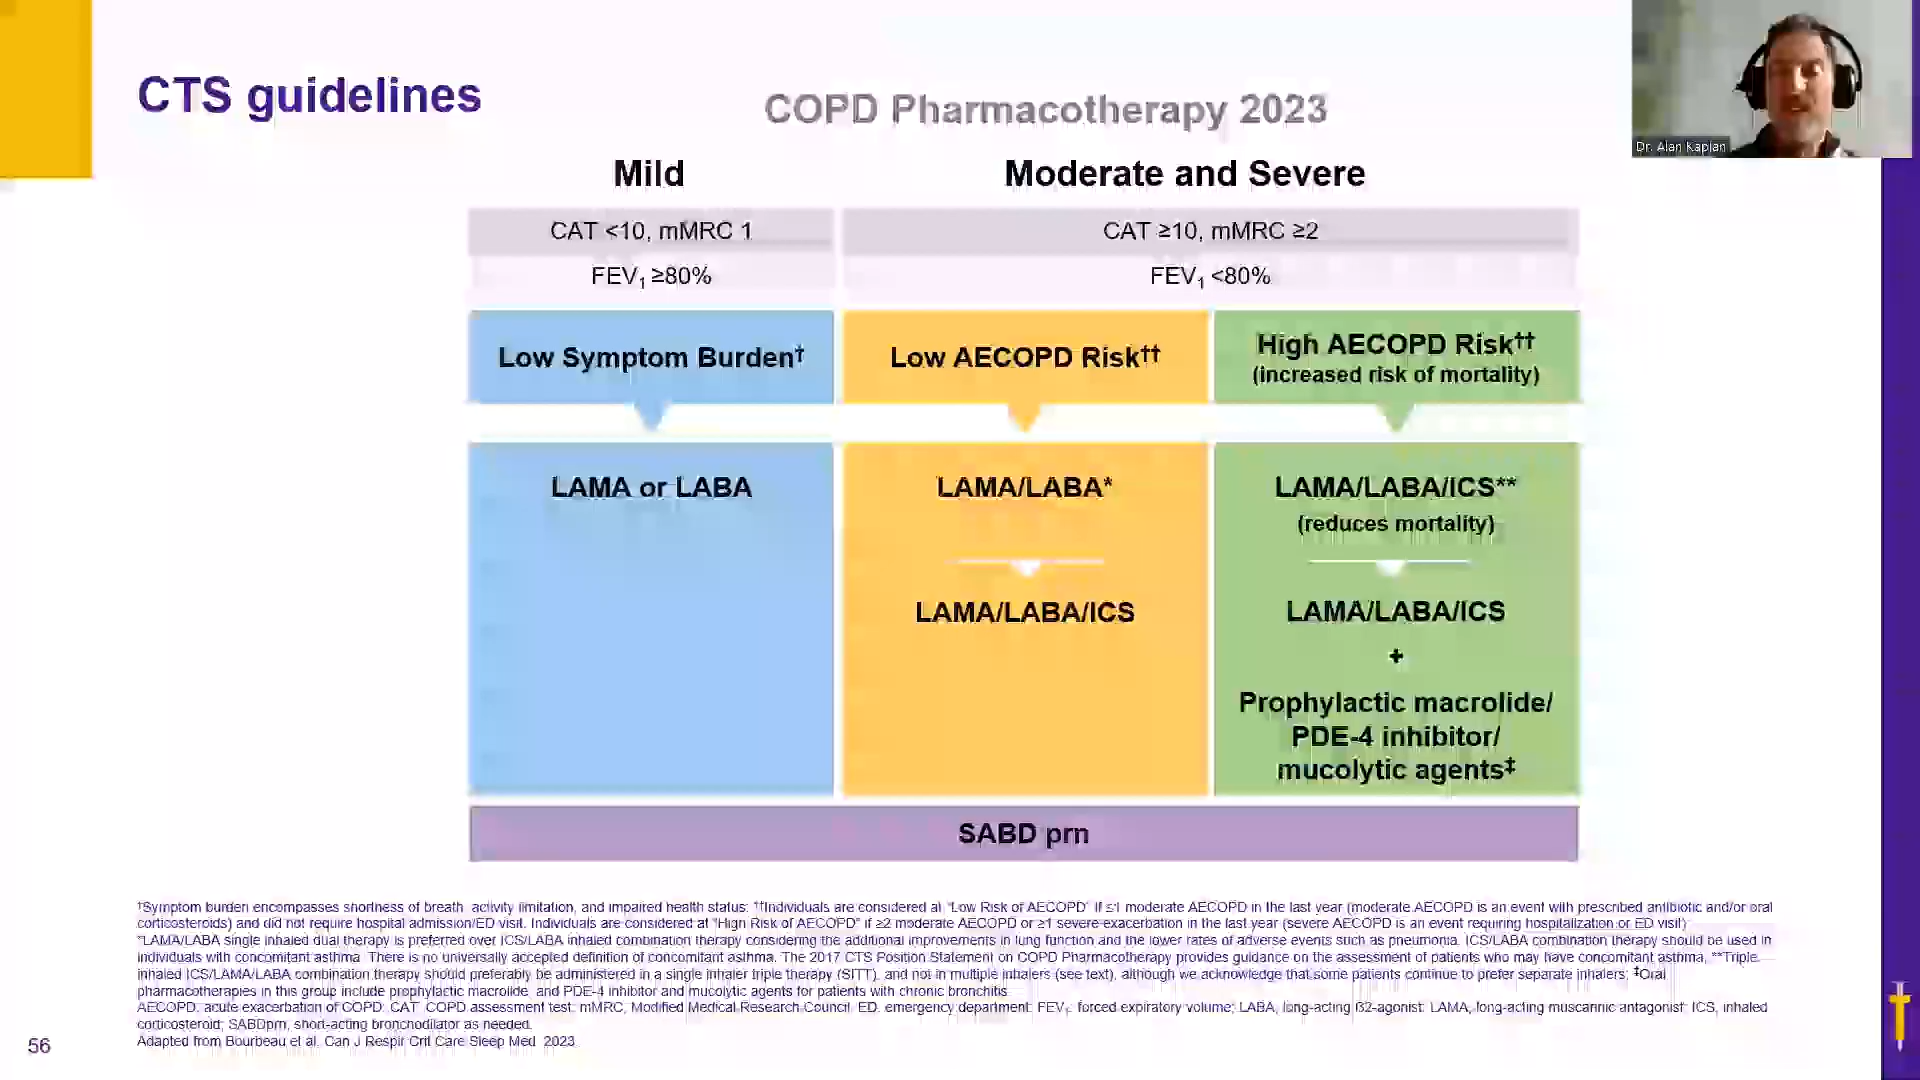 CTS guidelines
COPD Pharmacotherapy 2023
Dr. Alan Kaplan
Mild
Moderate and Severe
CAT <10, mMRC 1
CAT ≥10, mMRC ≥2
FEV₁ ≥80%
FEV₁ <80%
Low Symptom Burden†
Low AECOPD Risk††
High AECOPD Risk††
(increased risk of mortality)
LAMA or LABA
LAMA/LABA*
LAMA/LABA/ICS
LAMA/LABA/ICS**
(reduces mortality)
LAMA/LABA/ICS
+
Prophylactic macrolide/
PDE-4 inhibitor/
mucolytic agents‡
SABD prn
†Symptom burden encompasses shortness of breath, activity limitation, and impaired health status. ††Individuals are considered at "Low Risk of AECOPD" if ≤1 moderate AECOPD in the last year (moderate AECOPD is an event with prescribed antibiotic and/or oral
corticosteroids) and did not require hospital admission/ED visit. Individuals are considered at "High Risk of AECOPD" if ≥2 moderate AECOPD or ≥1 severe exacerbation in the last year (severe AECOPD is an event requiring hospitalization or ED visit)
*LAMA/LABA single inhaled dual therapy is preferred over ICS/LABA inhaled combination therapy considering the additional improvements in lung function and the lower rates of adverse events such as pneumonia. ICS/LABA combination therapy should be used in
individuals with concomitant asthma. There is no universally accepted definition of concomitant asthma. The 2017 CTS Position Statement on COPD Pharmacotherapy provides guidance on the assessment of patients who may have concomitant asthma, **Triple
inhaled ICS/LAMA/LABA combination therapy should preferably be administered in a single inhaler triple therapy (SITT), and not in multiple inhalers (see text), although we acknowledge that some patients continue to prefer separate inhalers; ‡Oral
pharmacotherapies in this group include prophylactic macrolide, and PDE-4 inhibitor and mucolytic agents for patients with chronic bronchitis.
AECOPD, acute exacerbation of COPD; CAT, COPD assessment test; mMRC, Modified Medical Research Council; ED, emergency department; FEV₁, forced expiratory volume; LABA, long-acting ß2-agonist; LAMA, long-acting muscarinic antagonist; ICS, inhaled
corticosteroid; SABDprn, short-acting bronchodilator as needed.
Adapted from Bourbeau et al. Can J Respir Crit Care Sleep Med. 2023.
56